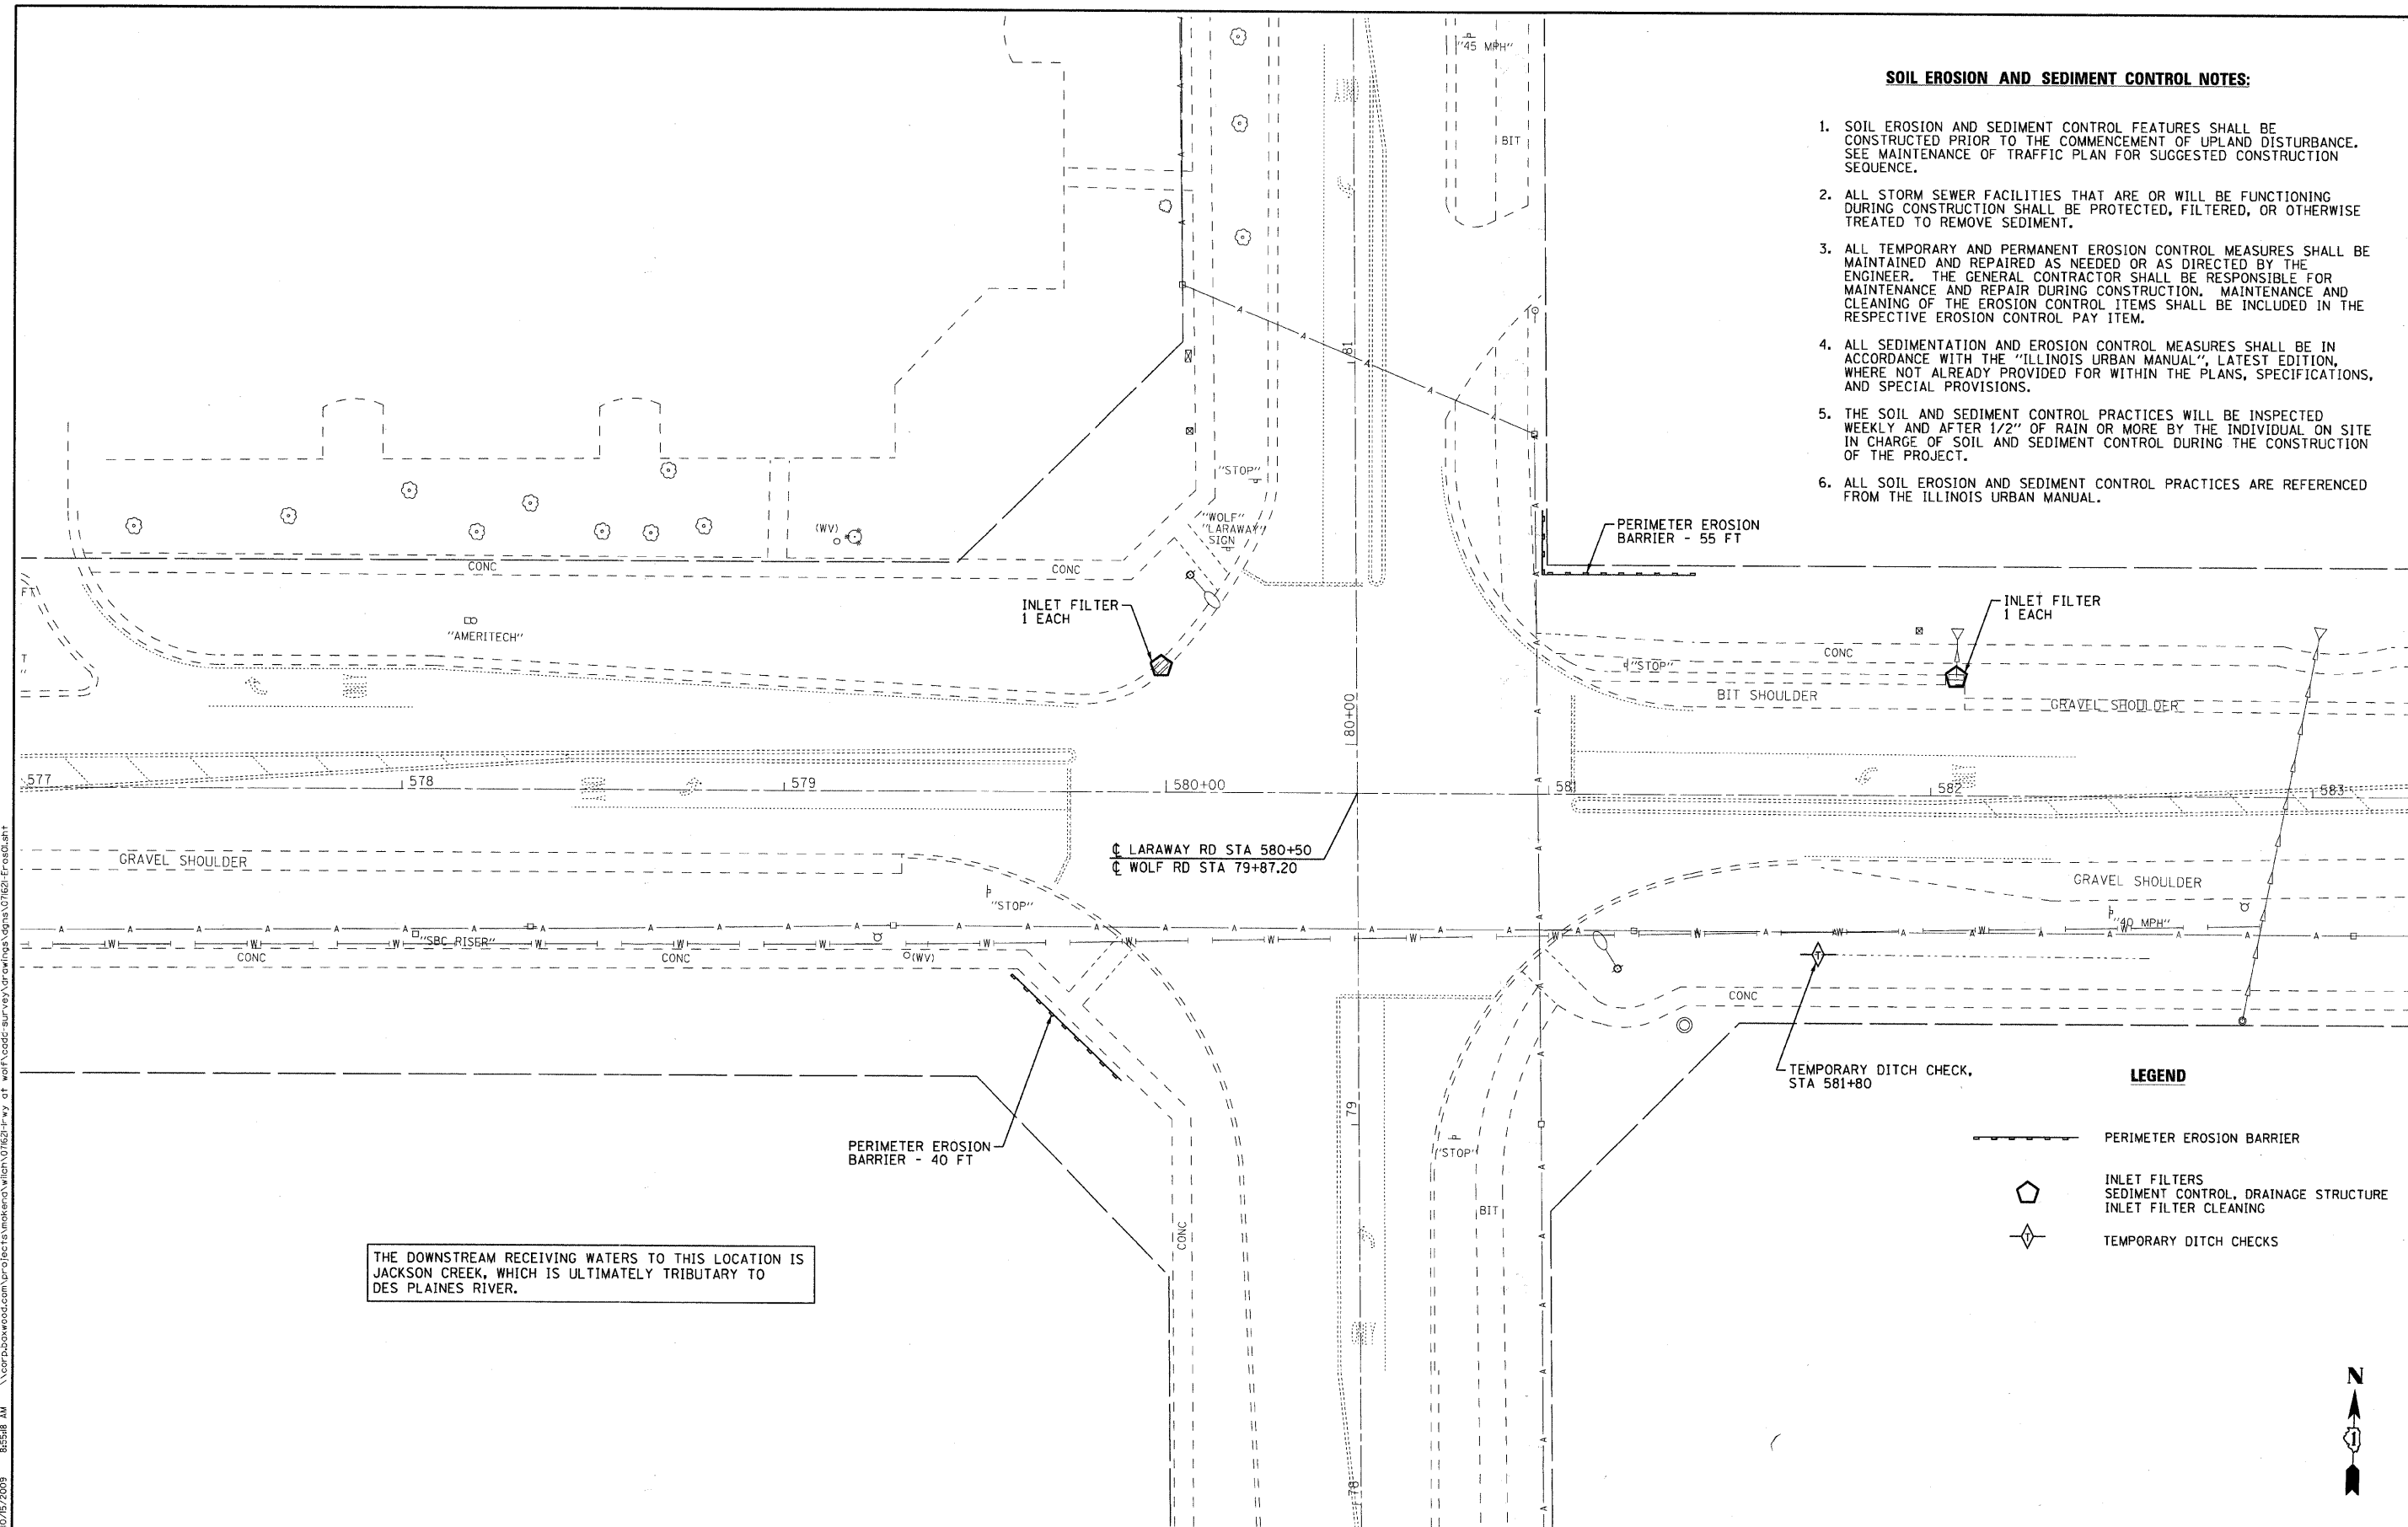 SOIL EROSION AND SEDIMENT CONTROL NOTES:
1. SOIL EROSION AND SEDIMENT CONTROL FEATURES SHALL BE
CONSTRUCTED PRIOR TO THE COMMENCEMENT OF UPLAND DISTURBANCE.
SEE MAINTENANCE OF TRAFFIC PLAN FOR SUGGESTED CONSTRUCTION
SEQUENCE.
2. ALL STORM SEWER FACILITIES THAT ARE OR WILL BE FUNCTIONING
DURING CONSTRUCTION SHALL BE PROTECTED, FILTERED, OR OTHERWISE
TREATED TO REMOVE SEDIMENT.
3. ALL TEMPORARY AND PERMANENT EROSION CONTROL MEASURES SHALL BE
MAINTAINED AND REPAIRED AS NEEDED OR AS DIRECTED BY THE
ENGINEER. THE GENERAL CONTRACTOR SHALL BE RESPONSIBLE FOR
MAINTENANCE AND REPAIR DURING CONSTRUCTION. MAINTENANCE AND
CLEANING OF THE EROSION CONTROL ITEMS SHALL BE INCLUDED IN THE
RESPECTIVE EROSION CONTROL PAY ITEM.
4. ALL SEDIMENTATION AND EROSION CONTROL MEASURES SHALL BE IN
ACCORDANCE WITH THE "ILLINOIS URBAN MANUAL", LATEST EDITION,
WHERE NOT ALREADY PROVIDED FOR WITHIN THE PLANS, SPECIFICATIONS,
AND SPECIAL PROVISIONS.
5. THE SOIL AND SEDIMENT CONTROL PRACTICES WILL BE INSPECTED
WEEKLY AND AFTER 1/2" OF RAIN OR MORE BY THE INDIVIDUAL ON SITE
IN CHARGE OF SOIL AND SEDIMENT CONTROL DURING THE CONSTRUCTION
OF THE PROJECT.
6. ALL SOIL EROSION AND SEDIMENT CONTROL PRACTICES ARE REFERENCED
FROM THE ILLINOIS URBAN MANUAL.
"45 MPH"
BIT
81
"STOP"
"WOLF"
"LARAWAY"
SIGN
(WV)
CONC
CONC
PERIMETER EROSION
BARRIER - 55 FT
FT
INLET FILTER
1 EACH
INLET FILTER
1 EACH
"AMERITECH"
"STOP"
CONC
BIT SHOULDER
GRAVEL SHOULDER
80+00
577
578
579
580+00
581
582
583
GRAVEL SHOULDER
℄ LARAWAY RD STA 580+50
℄ WOLF RD STA 79+87.20
GRAVEL SHOULDER
"STOP"
"40 MPH"
"SBC RISER"
CONC
CONC
(WV)
CONC
TEMPORARY DITCH CHECK,
STA 581+80
79
PERIMETER EROSION
BARRIER - 40 FT
"STOP"
BIT
CONC
78
THE DOWNSTREAM RECEIVING WATERS TO THIS LOCATION IS
JACKSON CREEK, WHICH IS ULTIMATELY TRIBUTARY TO
DES PLAINES RIVER.
LEGEND
PERIMETER EROSION BARRIER
INLET FILTERS
SEDIMENT CONTROL, DRAINAGE STRUCTURE
INLET FILTER CLEANING
T
TEMPORARY DITCH CHECKS
N
1